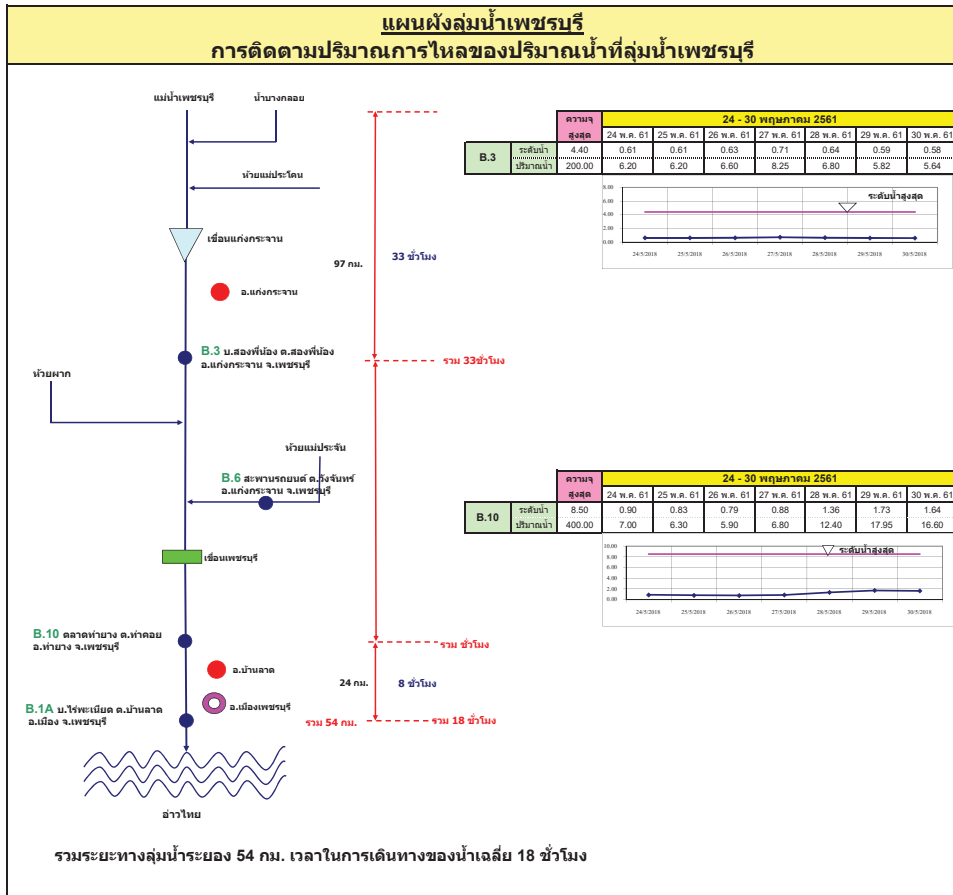 แผนผังลุ่มน้ำเพชรบุรี
การติดตามปริมาณการไหลของปริมาณน้ำที่ลุ่มน้ำเพชรบุรี
แม่น้ำเพชรบุรี
น้ำบางกลอย
ห้วยแม่ประโดน
เขื่อนแก่งกระจาน
97 กม.
33 ชั่วโมง
อ.แก่งกระจาน
B.3 บ.สองพี่น้อง ต.สองพี่น้อง
อ.แก่งกระจาน จ.เพชรบุรี
รวม 33ชั่วโมง
ห้วยผาก
ห้วยแม่ประจัน
B.6 สะพานรถยนต์ ต.วังจันทร์
อ.แก่งกระจาน จ.เพชรบุรี
เขื่อนเพชรบุรี
B.10 ตลาดท่ายาง ต.ท่าคอย
อ.ท่ายาง จ.เพชรบุรี
รวม ชั่วโมง
อ.บ้านลาด
24 กม.
8 ชั่วโมง
อ.เมืองเพชรบุรี
B.1A บ.ไร่พะเนียด ต.บ้านลาด
อ.เมือง จ.เพชรบุรี
รวม 54 กม.
รวม 18 ชั่วโมง
อ่าวไทย
รวมระยะทางลุ่มน้ำระยอง 54 กม. เวลาในการเดินทางของน้ำเฉลี่ย 18 ชั่วโมง
ความจุ 24 - 30 พฤษภาคม 2561
สูงสุด 24 พ.ค. 61 25 พ.ค. 61 26 พ.ค. 61 27 พ.ค. 61 28 พ.ค. 61 29 พ.ค. 61 30 พ.ค. 61
B.3
ระดับน้ำ 4.40 0.61 0.61 0.63 0.71 0.64 0.59 0.58
ปริมาณน้ำ 200.00 6.20 6.20 6.60 8.25 6.80 5.82 5.64
ระดับน้ำสูงสุด
8.00
6.00
4.00
2.00
0.00
24/5/2018 25/5/2018 26/5/2018 27/5/2018 28/5/2018 29/5/2018 30/5/2018
ความจุ 24 - 30 พฤษภาคม 2561
สูงสุด 24 พ.ค. 61 25 พ.ค. 61 26 พ.ค. 61 27 พ.ค. 61 28 พ.ค. 61 29 พ.ค. 61 30 พ.ค. 61
B.10
ระดับน้ำ 8.50 0.90 0.83 0.79 0.88 1.36 1.73 1.64
ปริมาณน้ำ 400.00 7.00 6.30 5.90 6.80 12.40 17.95 16.60
ระดับน้ำสูงสุด
10.00
8.00
6.00
4.00
2.00
0.00
24/5/2018 25/5/2018 26/5/2018 27/5/2018 28/5/2018 29/5/2018 30/5/2018